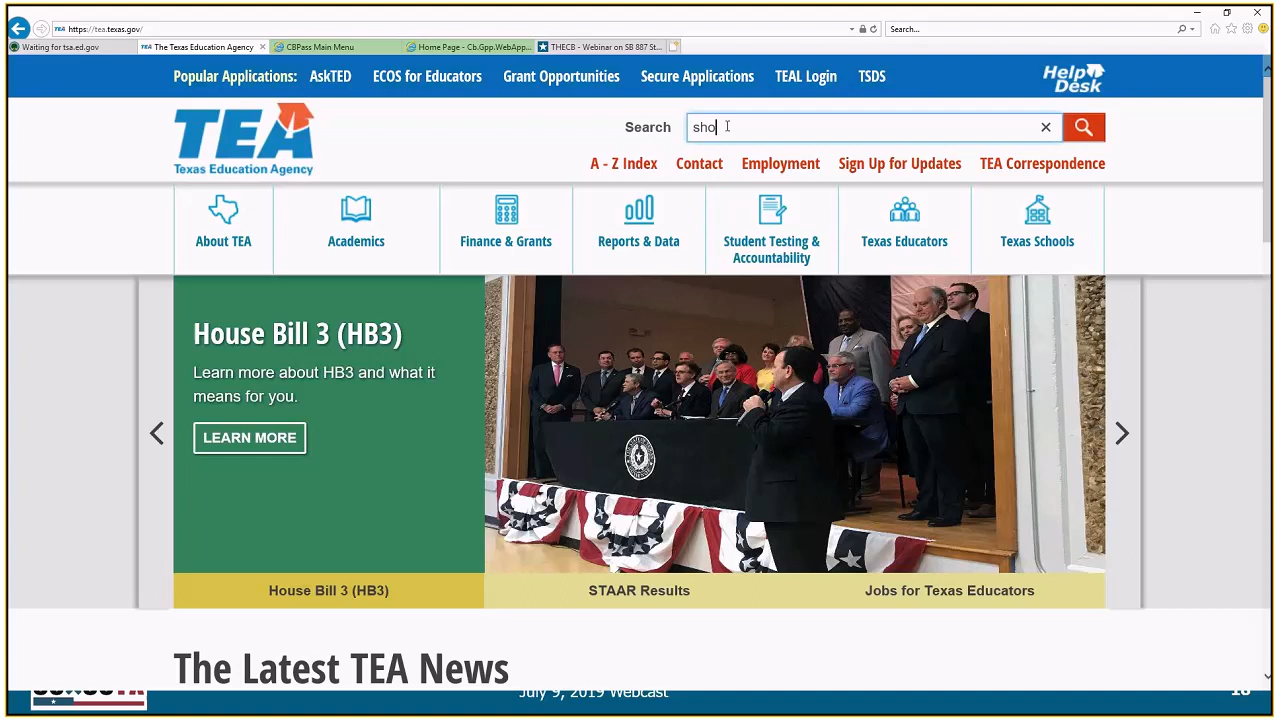 https://tea.texas.gov/
Search...
Waiting for tsa.ed.gov
The Texas Education Agency
CBPass Main Menu
Home Page - Cb.Gpp.WebApp...
THECB - Webinar on SB 887 St...
Popular Applications: AskTED ECOS for Educators Grant Opportunities Secure Applications TEAL Login TSDS
Help Desk
TEA
Texas Education Agency
Search sho
A - Z Index Contact Employment Sign Up for Updates TEA Correspondence
About TEA
Academics
Finance & Grants
Reports & Data
Student Testing & Accountability
Texas Educators
Texas Schools
House Bill 3 (HB3)
Learn more about HB3 and what it
means for you.
LEARN MORE
House Bill 3 (HB3) STAAR Results Jobs for Texas Educators
The Latest TEA News
July 9, 2019 Webcast